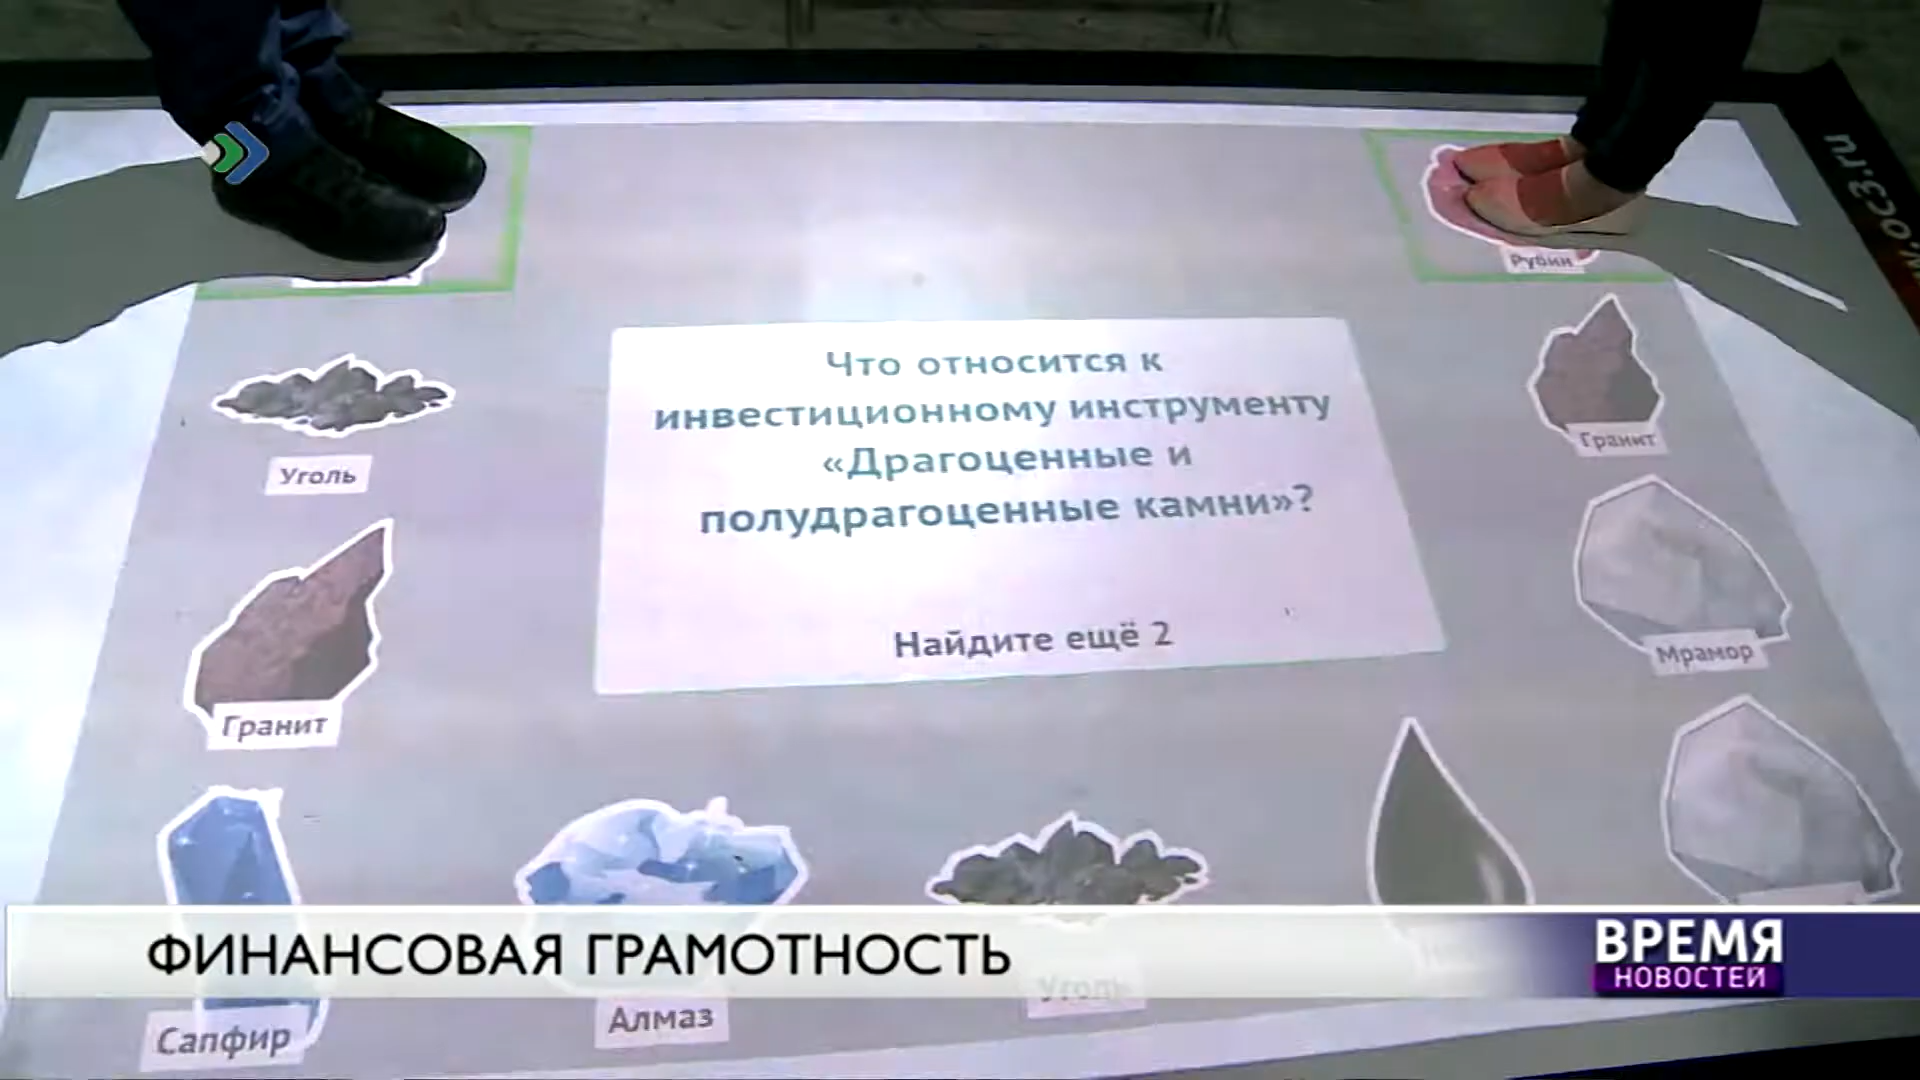 Рубин
Что относится к
инвестиционному инструменту
«Драгоценные и
полудрагоценные камни»?
Найдите ещё 2
Уголь
Гранит
Гранит
Мрамор
Сапфир
Алмаз
Уголь
ФИНАНСОВАЯ ГРАМОТНОСТЬ
ВРЕМЯ
НОВОСТЕЙ
.oc3.ru